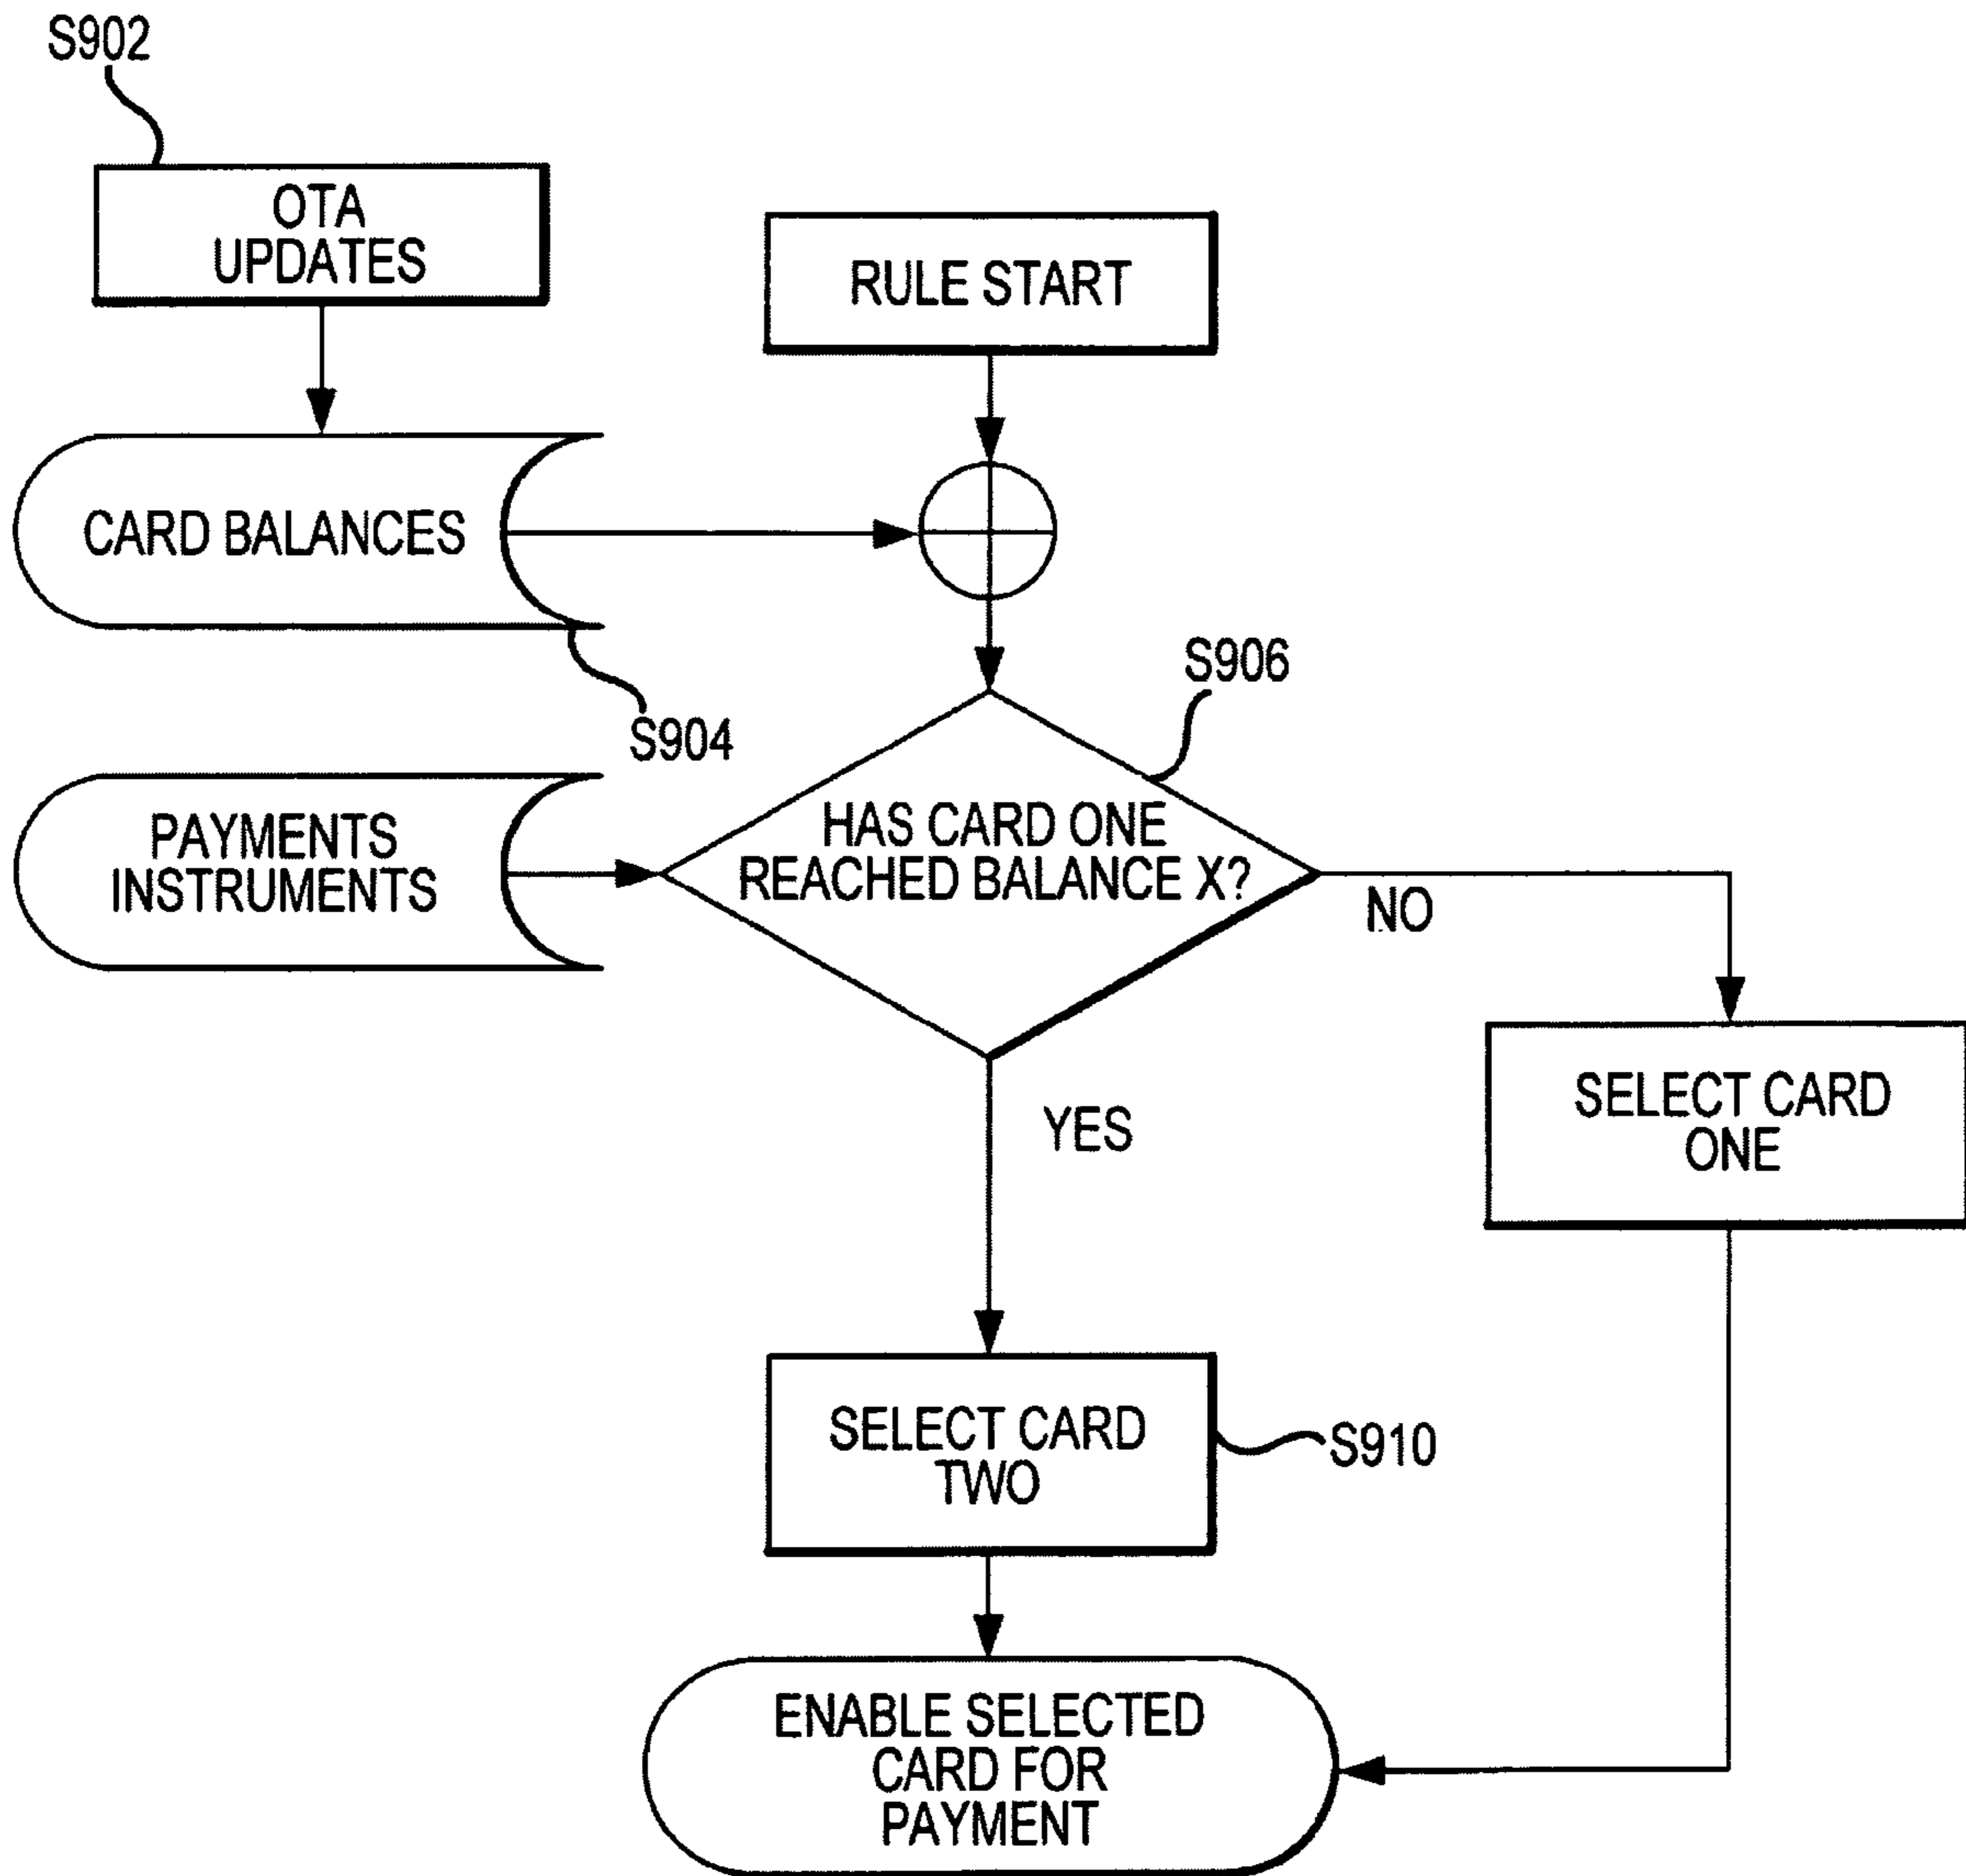 S902
OTA
UPDATES
RULE START
CARD BALANCES
S904
S906
PAYMENTS
INSTRUMENTS
HAS CARD ONE
REACHED BALANCE X?
NO
YES
SELECT CARD
ONE
SELECT CARD
TWO
S910
ENABLE SELECTED
CARD FOR
PAYMENT